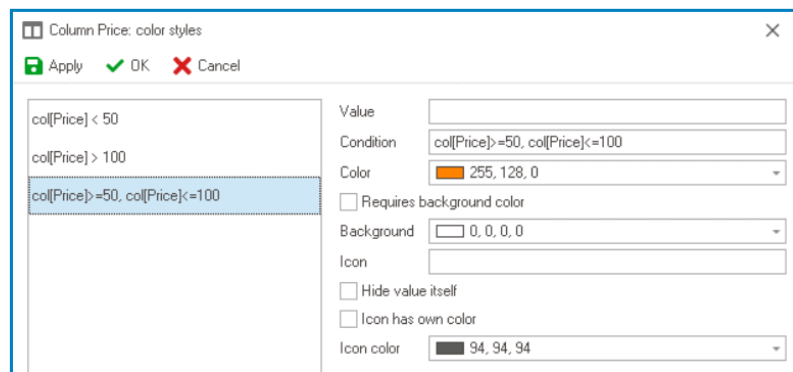 Column Price: color styles
Apply OK Cancel
col[Price] < 50
col[Price] > 100
col[Price]>=50, col[Price]<=100
Value
Condition col[Price]>=50, col[Price]<=100
Color 255, 128, 0
Requires background color
Background 0, 0, 0, 0
Icon
Hide value itself
Icon has own color
Icon color 94, 94, 94